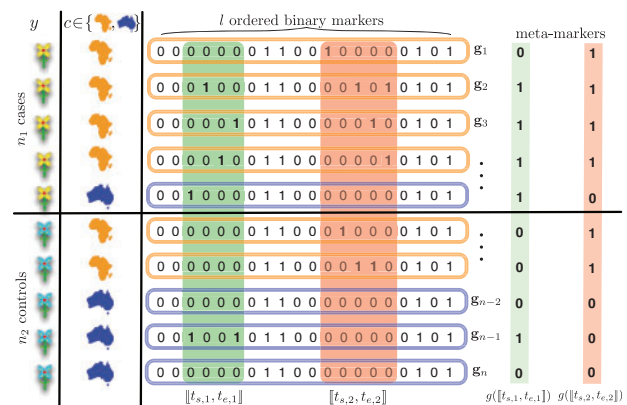 y c∈{ , } l ordered binary markers meta-markers
0 0 0 0 0 0 0 1 1 0 0 1 0 0 0 0 0 1 0 1 g₁ 0 1
0 0 0 1 0 0 0 1 1 0 0 0 0 1 0 1 0 1 0 1 g₂ 1 1
n₁ cases
0 0 0 0 0 1 0 1 1 0 0 0 0 0 1 0 0 1 0 1 g₃ 1 1
0 0 0 0 1 0 0 1 1 0 0 0 0 0 0 1 0 1 0 1 1 1
0 0 1 0 0 0 0 1 1 0 0 0 0 0 0 0 0 1 0 1 1 0
0 0 0 0 0 0 0 1 1 0 0 0 1 0 0 0 0 1 0 1 0 1
0 0 0 0 0 0 0 1 1 0 0 0 0 1 1 0 0 1 0 1 0 1
n₂ controls
0 0 0 0 0 0 0 1 1 0 0 0 0 0 0 0 0 1 0 1 gₙ₋₂ 0 0
0 0 1 0 0 1 0 1 1 0 0 0 0 0 0 0 0 1 0 1 gₙ₋₁ 1 0
0 0 0 0 0 0 0 1 1 0 0 0 0 0 0 0 0 1 0 1 gₙ 0 0
⟦t_{s,1}, t_{e,1}⟧ ⟦t_{s,2}, t_{e,2}⟧ g(⟦t_{s,1}, t_{e,1}⟧) g(⟦t_{s,2}, t_{e,2}⟧)